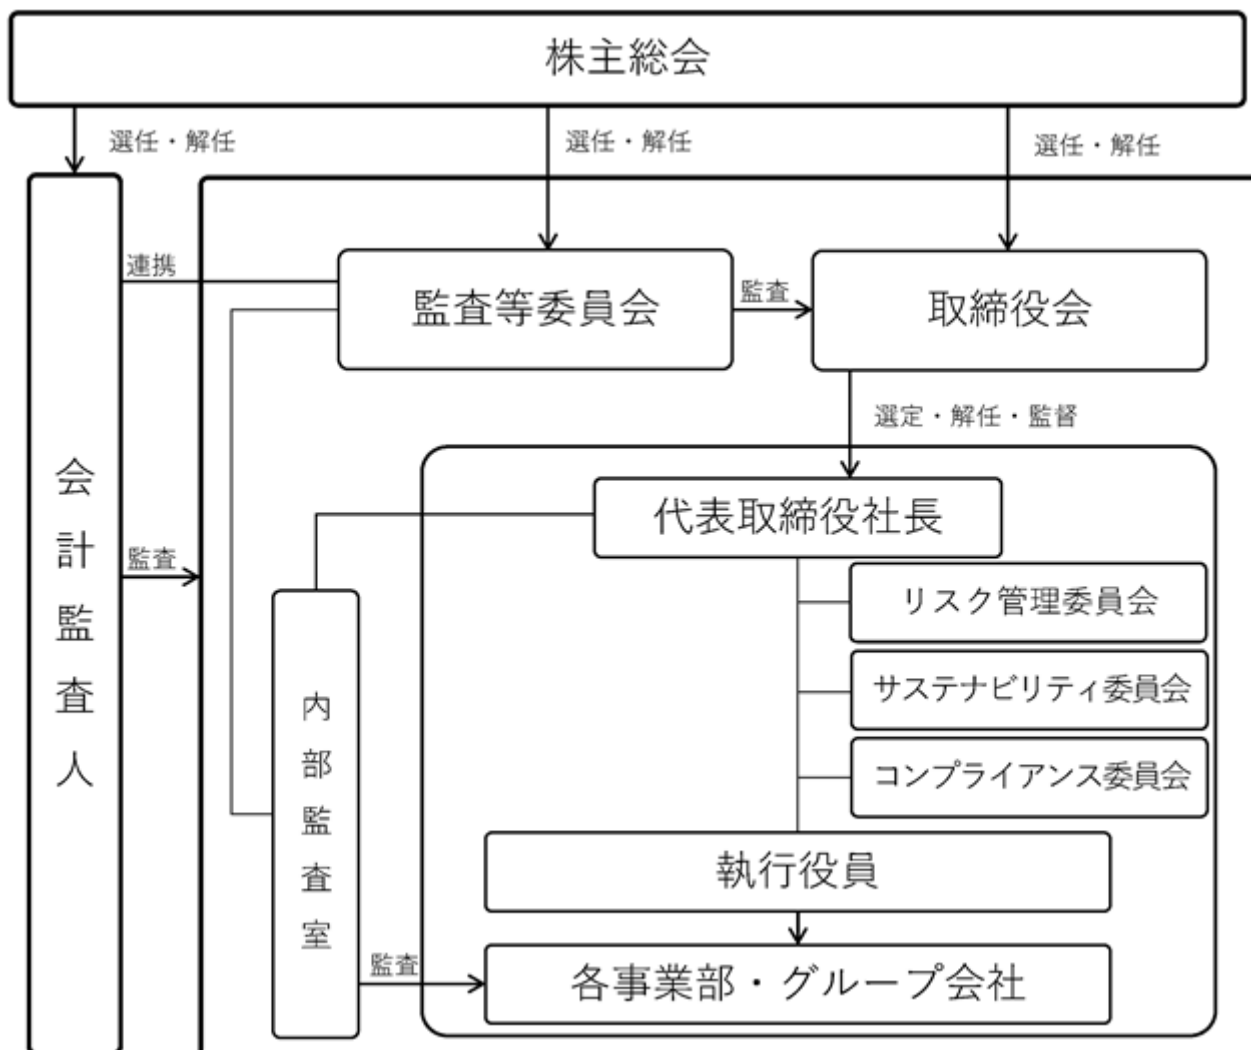 株主総会
選任・解任
選任・解任
選任・解任
連携
監査等委員会
監査
取締役会
選定・解任・監督
会計監査人
監査
代表取締役社長
リスク管理委員会
サステナビリティ委員会
コンプライアンス委員会
内部監査室
執行役員
監査
各事業部・グループ会社